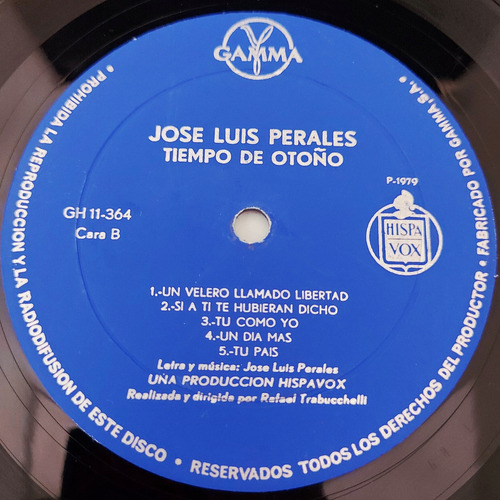 GAMMA
JOSE LUIS PERALES
TIEMPO DE OTOÑO
P-1979
GH 11-364
Cara B
HISPA
VOX
1.-UN VELERO LLAMADO LIBERTAD
2.-SI A TI TE HUBIERAN DICHO
3.-TU COMO YO
4.-UN DIA MAS
5.-TU PAIS
Letra y música: Jose Luis Perales
UNA PRODUCCION HISPAVOX
Realizada y dirigida por Rafael Trabucchelli
• PROHIBIDA LA REPRODUCCION Y LA RADIODIFUSION DE ESTE DISCO • RESERVADOS TODOS LOS DERECHOS DEL PRODUCTOR • FABRICADO POR GAMMA, S.A. •